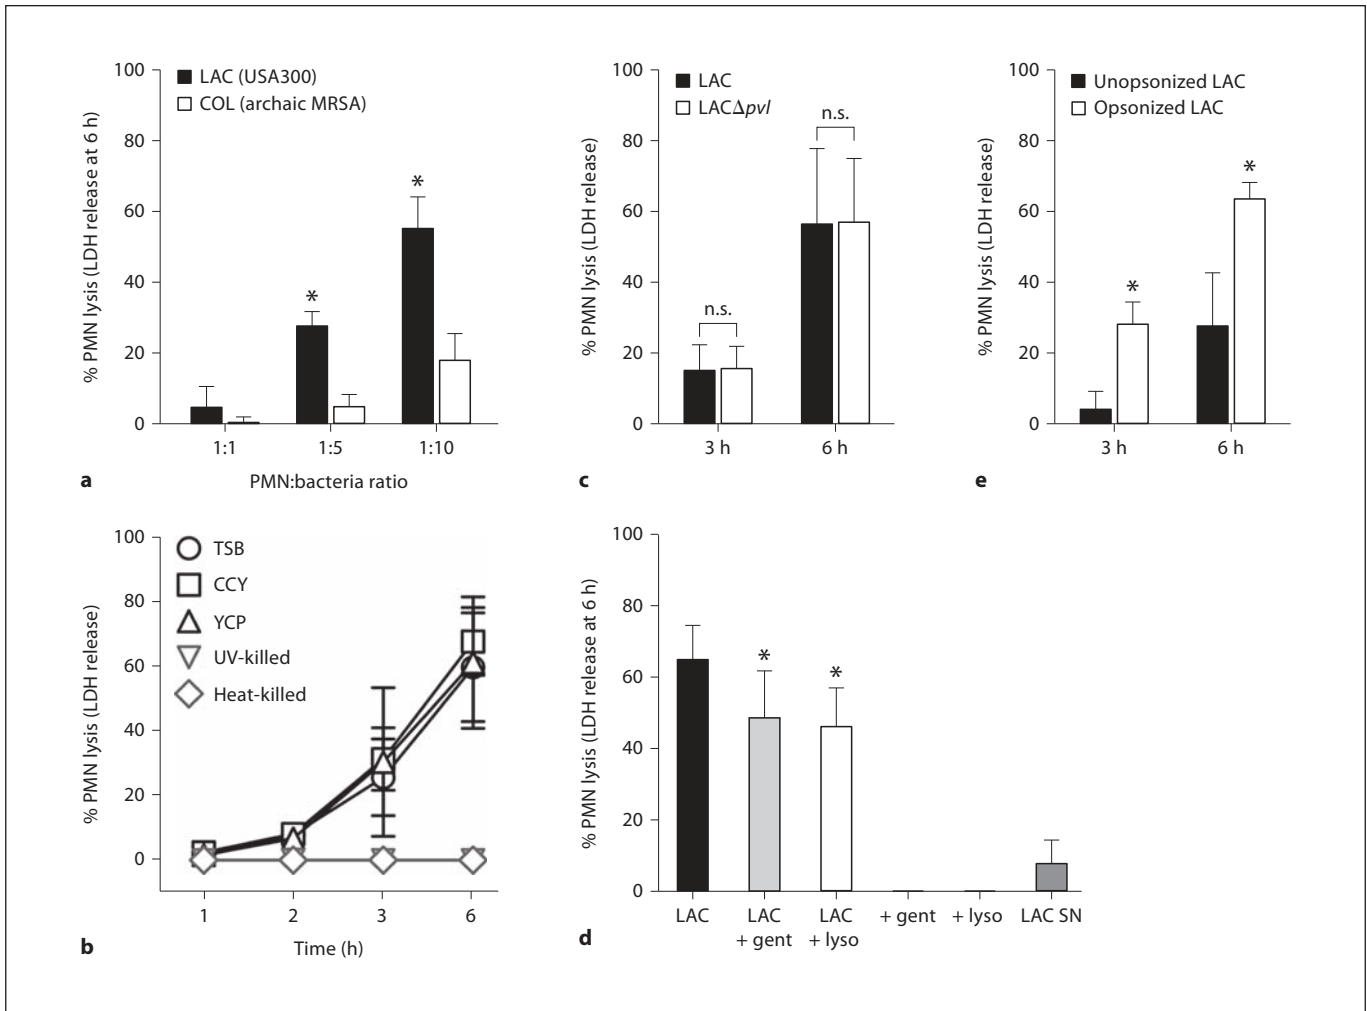 % PMN lysis (LDH release at 6 h)
100
80
60
40
20
0
LAC (USA300)
COL (archaic MRSA)
*
*
1:1
1:5
1:10
PMN:bacteria ratio
a
% PMN lysis (LDH release)
100
80
60
40
20
0
LAC
LACΔpvl
n.s.
n.s.
3 h
6 h
c
% PMN lysis (LDH release)
100
80
60
40
20
0
Unopsonized LAC
Opsonized LAC
*
*
3 h
6 h
e
% PMN lysis (LDH release)
100
80
60
40
20
0
TSB
CCY
YCP
UV-killed
Heat-killed
1
2
3
6
Time (h)
b
% PMN lysis (LDH release at 6 h)
100
80
60
40
20
0
*
*
LAC
LAC
+ gent
LAC
+ lyso
+ gent
+ lyso
LAC SN
d